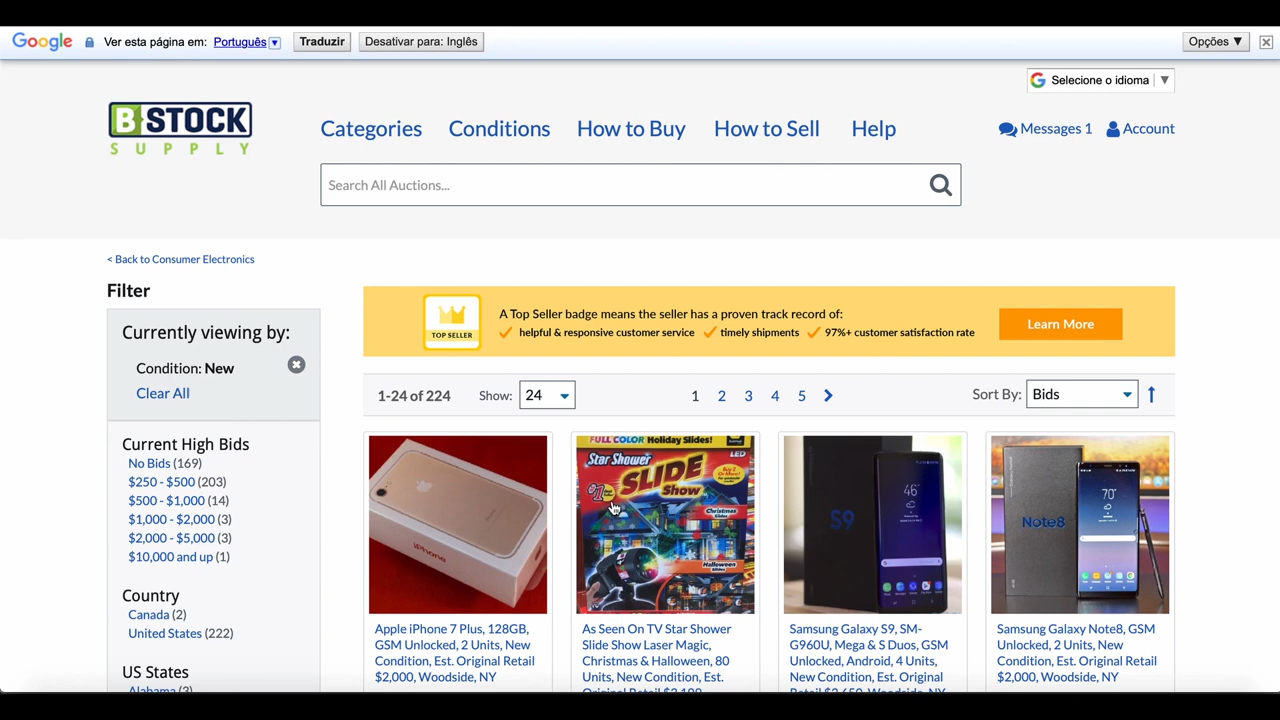 Google Ver esta página em: Português Traduzir Desativar para: Inglês Opções
Selecione o idioma
B STOCK
SUPPLY
Categories Conditions How to Buy How to Sell Help
Messages 1 Account
Search All Auctions...
< Back to Consumer Electronics
Filter
Currently viewing by:
Condition: New
Clear All
Current High Bids
No Bids (169)
$250 - $500 (203)
$500 - $1,000 (14)
$1,000 - $2,000 (3)
$2,000 - $5,000 (3)
$10,000 and up (1)
Country
Canada (2)
United States (222)
US States
Alabama (3)
TOP SELLER
A Top Seller badge means the seller has a proven track record of:
helpful & responsive customer service timely shipments 97%+ customer satisfaction rate
Learn More
1-24 of 224 Show: 24 1 2 3 4 5 Sort By: Bids
iPhone
FULL COLOR Holiday Slides!
Star Shower LED
SLIDE
Show
#1
Christmas
Slides
Halloween
Slides
S9
46°
Note8
70°
Apple iPhone 7 Plus, 128GB,
GSM Unlocked, 2 Units, New
Condition, Est. Original Retail
$2,000, Woodside, NY
As Seen On TV Star Shower
Slide Show Laser Magic,
Christmas & Halloween, 80
Units, New Condition, Est.
Original Retail $3,199,
Samsung Galaxy S9, SM-
G960U, Mega & S Duos, GSM
Unlocked, Android, 4 Units,
New Condition, Est. Original
Retail $2,650, Woodside, NY
Samsung Galaxy Note8, GSM
Unlocked, 2 Units, New
Condition, Est. Original Retail
$2,000, Woodside, NY